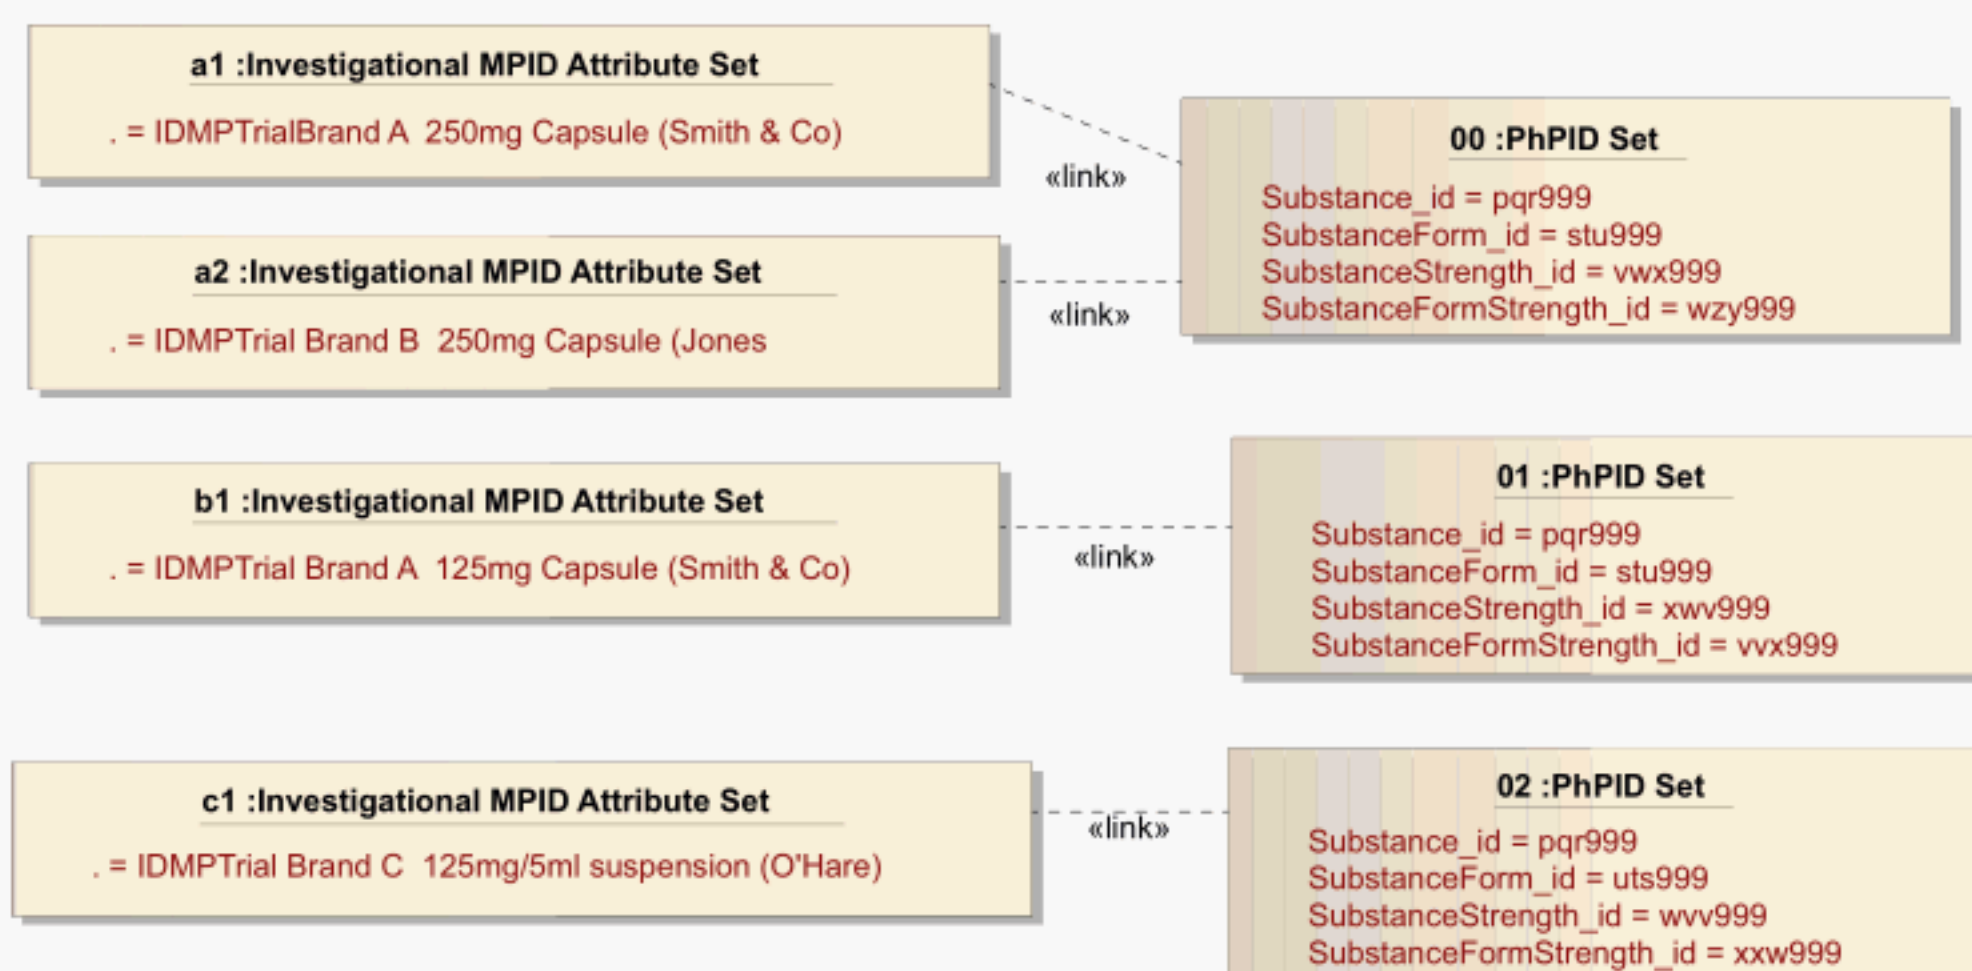 a1 :Investigational MPID Attribute Set
. = IDMPTrialBrand A 250mg Capsule (Smith & Co)
«link»
00 :PhPID Set
Substance_id = pqr999
SubstanceForm_id = stu999
SubstanceStrength_id = vwx999
SubstanceFormStrength_id = wzy999
a2 :Investigational MPID Attribute Set
. = IDMPTrial Brand B 250mg Capsule (Jones
«link»
b1 :Investigational MPID Attribute Set
. = IDMPTrial Brand A 125mg Capsule (Smith & Co)
«link»
01 :PhPID Set
Substance_id = pqr999
SubstanceForm_id = stu999
SubstanceStrength_id = xwv999
SubstanceFormStrength_id = vvx999
c1 :Investigational MPID Attribute Set
. = IDMPTrial Brand C 125mg/5ml suspension (O'Hare)
«link»
02 :PhPID Set
Substance_id = pqr999
SubstanceForm_id = uts999
SubstanceStrength_id = wvv999
SubstanceFormStrength_id = xxw999